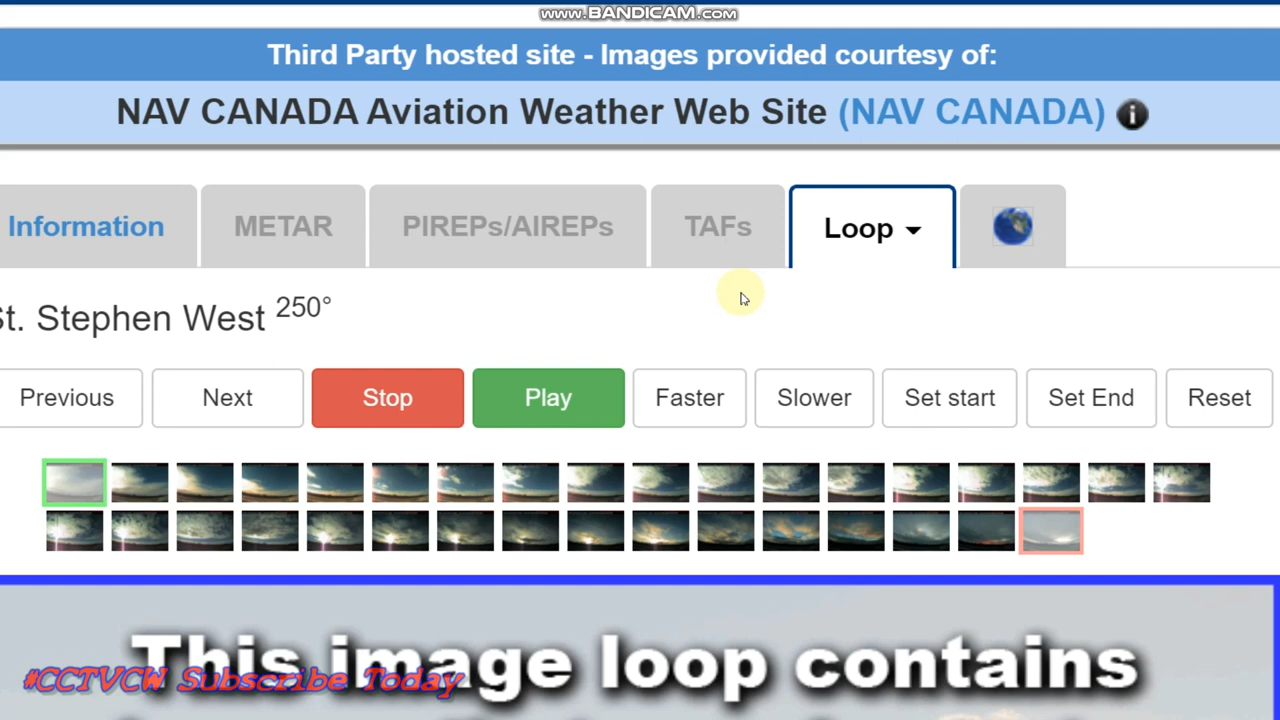 WWW.BANDICAM.COM
Third Party hosted site - Images provided courtesy of:
NAV CANADA Aviation Weather Web Site (NAV CANADA) i
Information METAR PIREPs/AIREPs TAFs Loop
St. Stephen West 250°
Previous Next Stop Play Faster Slower Set start Set End Reset
This image loop contains
#CCTVCW Subscribe Today